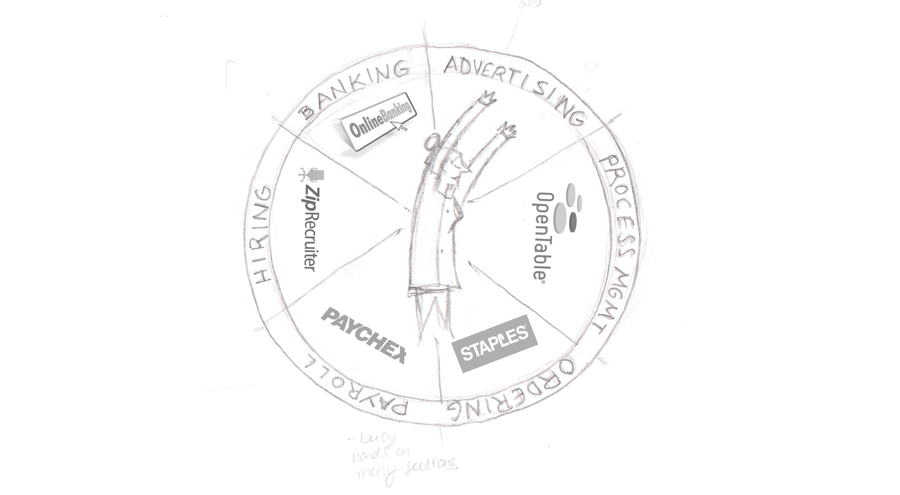 ADVERTISING
PROCESS MGMT
ORDERING
PAYROLL
HIRING
BANKING
OnlineBanking
ZipRecruiter
OpenTable®
PAYCHEX
STAPLES
- busy
hands on
many sections